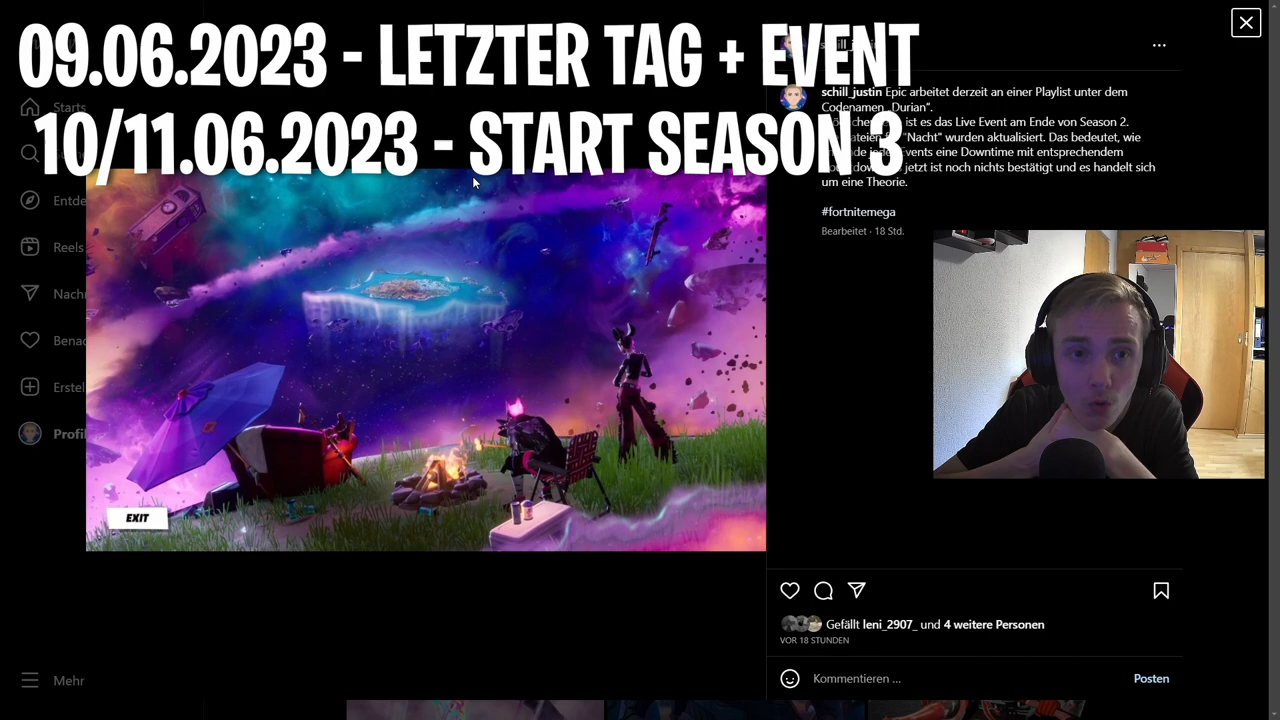 09.06.2023 - LETZTER TAG + EVENT
10/11.06.2023 - START SEASON 3
Starts
Entde
Reels
Nachr
Benac
Erstel
Profil
Mehr
EXIT
schill_justin Epic arbeitet derzeit an einer Playlist unter dem
Codenamen „Durian“.
ist es das Live Event am Ende von Season 2.
"Nacht" wurden aktualisiert. Das bedeutet, wie
Events eine Downtime mit entsprechendem
jetzt ist noch nichts bestätigt und es handelt sich
um eine Theorie.
#fortnitemega
Bearbeitet · 18 Std.
Gefällt leni_2907_ und 4 weitere Personen
VOR 18 STUNDEN
Kommentieren ...
Posten